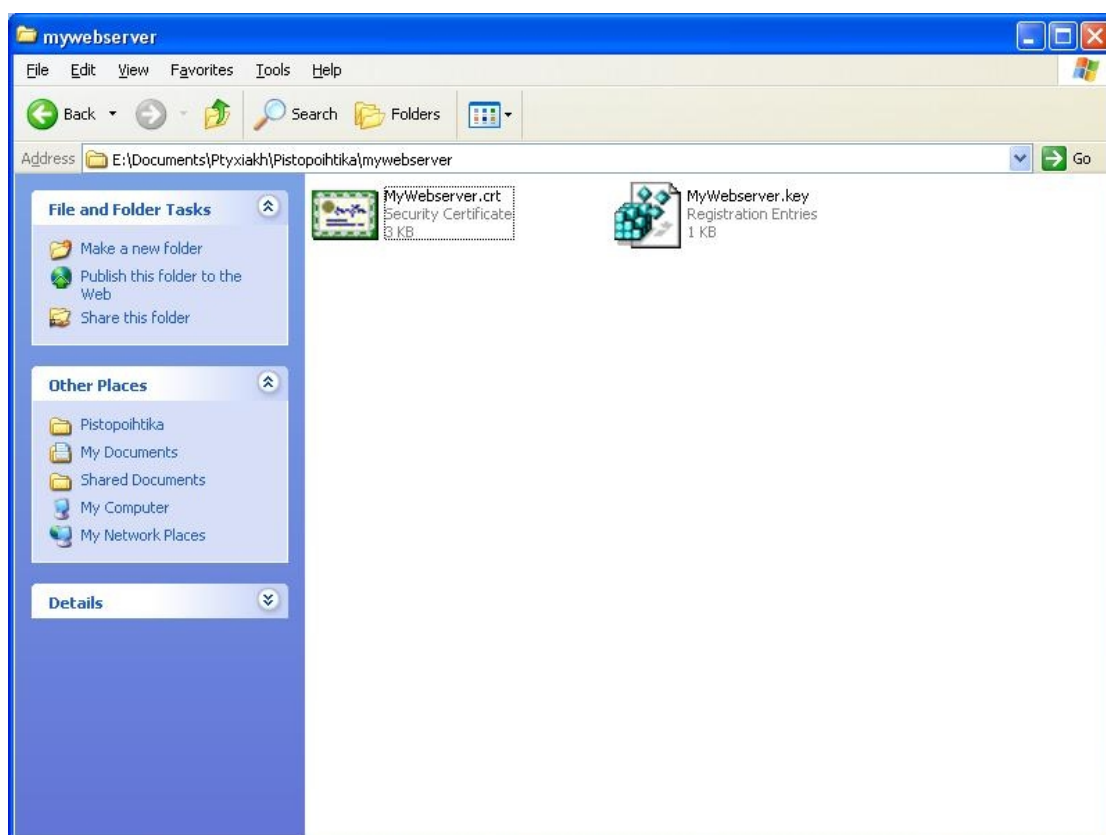 mywebserver
File Edit View Favorites Tools Help
Back Search Folders
Address E:\Documents\Ptyxiakh\Pistopoihtika\mywebserver Go
File and Folder Tasks
Make a new folder
Publish this folder to the
Web
Share this folder
Other Places
Pistopoihtika
My Documents
Shared Documents
My Computer
My Network Places
Details
MyWebserver.crt
Security Certificate
3 KB
MyWebserver.key
Registration Entries
1 KB